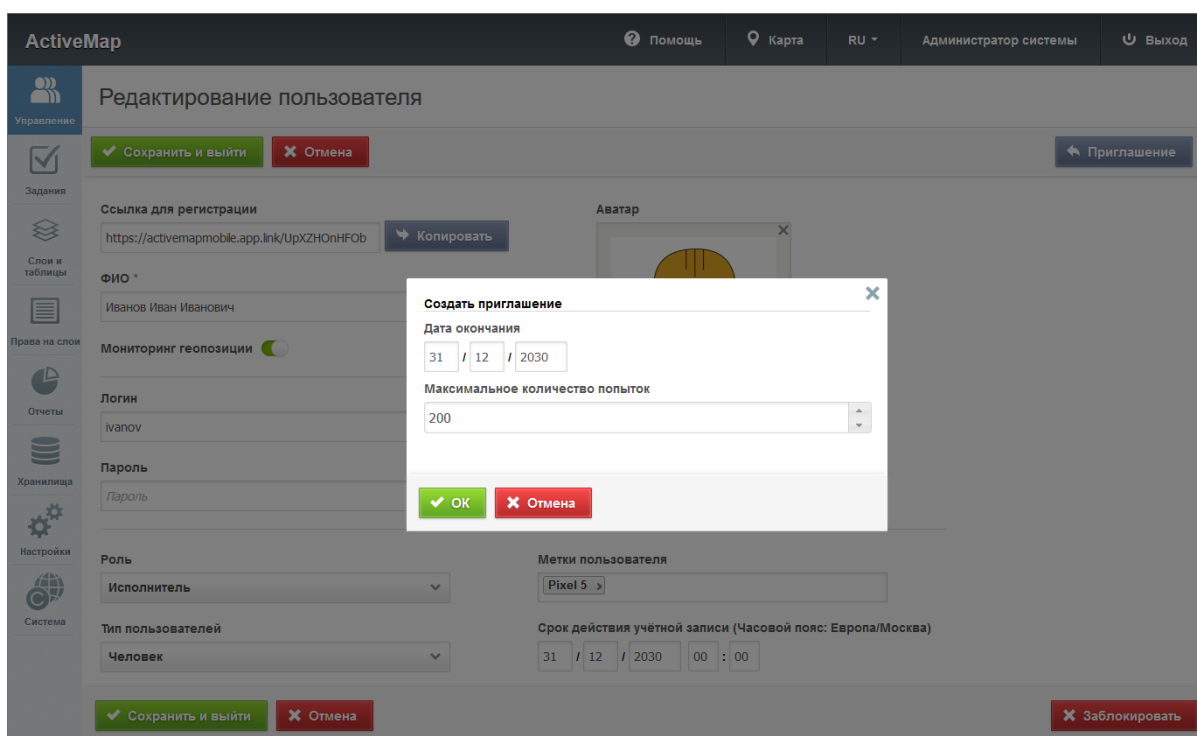 ActiveMap
Помощь
Карта
RU
Администратор системы
Выход
Управление
Задания
Слои и
таблицы
Права на слои
Отчеты
Хранилища
Настройки
Система
Редактирование пользователя
Сохранить и выйти
Отмена
Приглашение
Ссылка для регистрации
https://activemapmobile.app.link/UpXZHOnHFOb
Копировать
Аватар
ФИО *
Иванов Иван Иванович
Мониторинг геопозиции
Логин
ivanov
Пароль
Пароль
Создать приглашение
Дата окончания
31 / 12 / 2030
Максимальное количество попыток
200
ОК
Отмена
Роль
Исполнитель
Метки пользователя
Pixel 5
Тип пользователей
Человек
Срок действия учётной записи (Часовой пояс: Европа/Москва)
31 / 12 / 2030 00 : 00
Сохранить и выйти
Отмена
Заблокировать